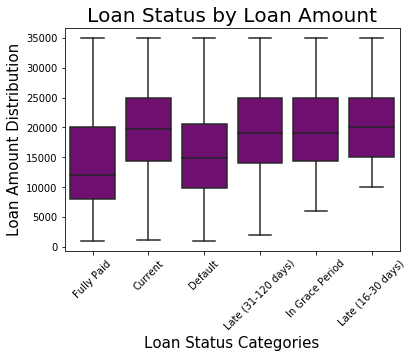 Loan Status by Loan Amount
Loan Amount Distribution
35000
30000
25000
20000
15000
10000
5000
0
Fully Paid
Current
Default
Late (31-120 days)
In Grace Period
Late (16-30 days)
Loan Status Categories